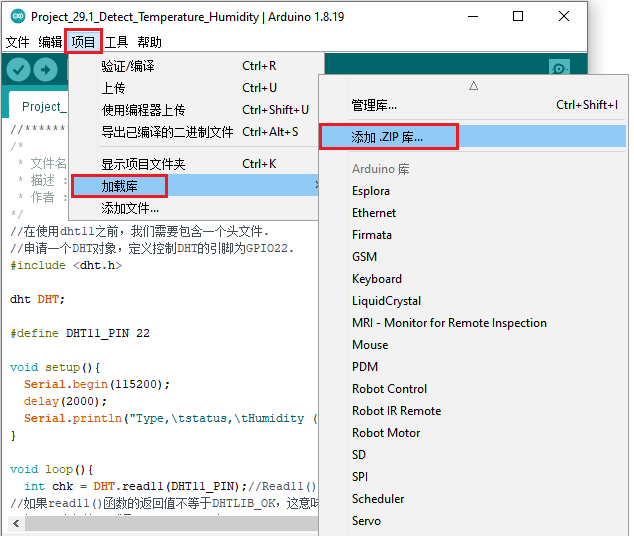 Project_29.1_Detect_Temperature_Humidity | Arduino 1.8.19
文件 编辑 项目 工具 帮助
验证/编译 Ctrl+R
上传 Ctrl+U
使用编程器上传 Ctrl+Shift+U
导出已编译的二进制文件 Ctrl+Alt+S
显示项目文件夹 Ctrl+K
加载库
添加文件...
管理库... Ctrl+Shift+I
添加 .ZIP 库...
Arduino 库
Esplora
Ethernet
Firmata
GSM
Keyboard
LiquidCrystal
MRI - Monitor for Remote Inspection
Mouse
PDM
Robot Control
Robot IR Remote
Robot Motor
SD
SPI
Scheduler
Servo
Project_
//*******
/*
* 文件名
* 描述 :
* 作者 :
*/
//在使用dht11之前，我们需要包含一个头文件.
//申请一个DHT对象，定义控制DHT的引脚为GPIO22.
#include <dht.h>
dht DHT;
#define DHT11_PIN 22
void setup(){
Serial.begin(115200);
delay(2000);
Serial.println("Type,\tstatus,\tHumidity (
}
void loop(){
int chk = DHT.read11(DHT11_PIN);//Read11()
//如果read11()函数的返回值不等于DHTLIB_OK，这意味